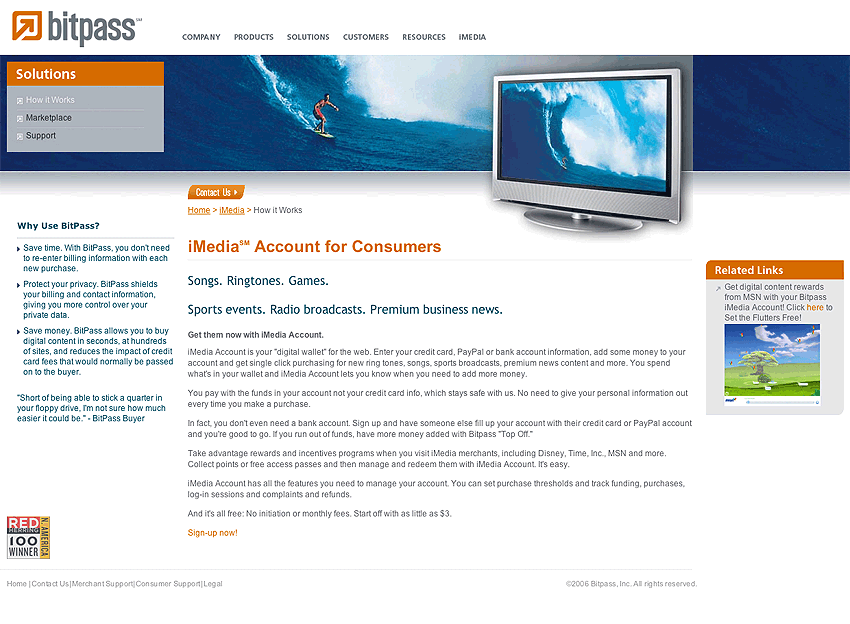 bitpass℠
COMPANY PRODUCTS SOLUTIONS CUSTOMERS RESOURCES iMEDIA
Solutions
How it Works
Marketplace
Support
Contact Us
Home > iMedia > How it Works
Why Use BitPass?
Save time. With BitPass, you don't need
to re-enter billing information with each
new purchase.
Protect your privacy. BitPass shields
your billing and contact information,
giving you more control over your
private data.
Save money. BitPass allows you to buy
digital content in seconds, at hundreds
of sites, and reduces the impact of credit
card fees that would normally be passed
on to the buyer.
"Short of being able to stick a quarter in
your floppy drive, I'm not sure how much
easier it could be." - BitPass Buyer
RED
HERRING
100
WINNER
N. AMERICA
iMedia℠ Account for Consumers
Songs. Ringtones. Games.
Sports events. Radio broadcasts. Premium business news.
Get them now with iMedia Account.
iMedia Account is your "digital wallet" for the web. Enter your credit card, PayPal or bank account information, add some money to your
account and get single click purchasing for new ring tones, songs, sports broadcasts, premium news content and more. You spend
what's in your wallet and iMedia Account lets you know when you need to add more money.
You pay with the funds in your account not your credit card info, which stays safe with us. No need to give your personal information out
every time you make a purchase.
In fact, you don't even need a bank account. Sign up and have someone else fill up your account with their credit card or PayPal account
and you're good to go. If you run out of funds, have more money added with Bitpass "Top Off."
Take advantage rewards and incentives programs when you visit iMedia merchants, including Disney, Time, Inc., MSN and more.
Collect points or free access passes and then manage and redeem them with iMedia Account. It's easy.
iMedia Account has all the features you need to manage your account. You can set purchase thresholds and track funding, purchases,
log-in sessions and complaints and refunds.
And it's all free: No initiation or monthly fees. Start off with as little as $3.
Sign-up now!
Related Links
Get digital content rewards
from MSN with your Bitpass
iMedia Account! Click here to
Set the Flutters Free!
Home | Contact Us| Merchant Support| Consumer Support| Legal
©2006 Bitpass, Inc. All rights reserved.